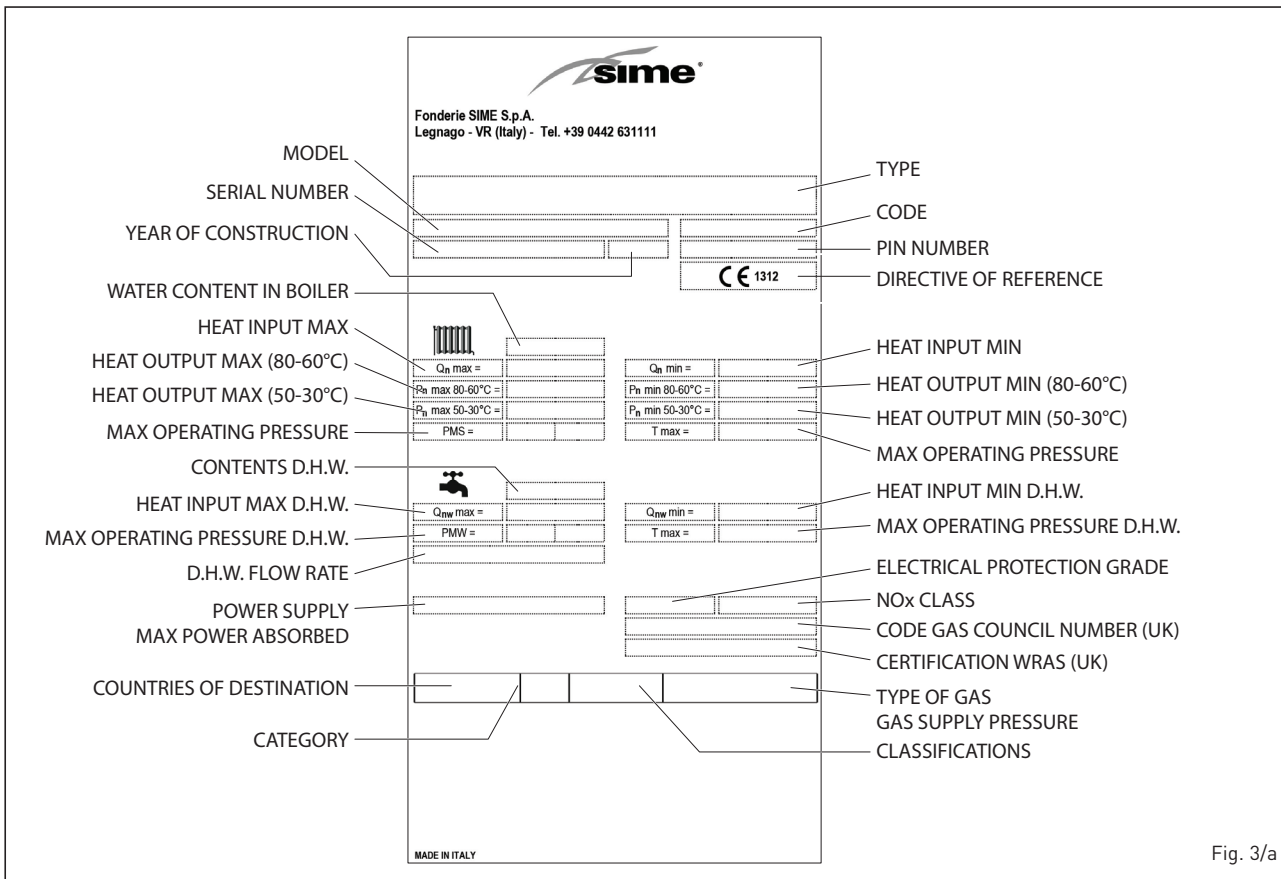 sime®
Fonderie SIME S.p.A.
Legnago - VR (Italy) - Tel. +39 0442 631111
MODEL
SERIAL NUMBER
YEAR OF CONSTRUCTION
WATER CONTENT IN BOILER
HEAT INPUT MAX
HEAT OUTPUT MAX (80-60°C)
HEAT OUTPUT MAX (50-30°C)
MAX OPERATING PRESSURE
CONTENTS D.H.W.
HEAT INPUT MAX D.H.W.
MAX OPERATING PRESSURE D.H.W.
D.H.W. FLOW RATE
POWER SUPPLY
MAX POWER ABSORBED
COUNTRIES OF DESTINATION
CATEGORY
CE 1312
Qn max =
Pn max 80-60°C =
Pn max 50-30°C =
PMS =
Qn min =
Pn min 80-60°C =
Pn min 50-30°C =
T max =
Qnw max =
PMW =
Qnw min =
T max =
TYPE
CODE
PIN NUMBER
DIRECTIVE OF REFERENCE
HEAT INPUT MIN
HEAT OUTPUT MIN (80-60°C)
HEAT OUTPUT MIN (50-30°C)
MAX OPERATING PRESSURE
HEAT INPUT MIN D.H.W.
MAX OPERATING PRESSURE D.H.W.
ELECTRICAL PROTECTION GRADE
NOx CLASS
CODE GAS COUNCIL NUMBER (UK)
CERTIFICATION WRAS (UK)
TYPE OF GAS
GAS SUPPLY PRESSURE
CLASSIFICATIONS
MADE IN ITALY
Fig. 3/a